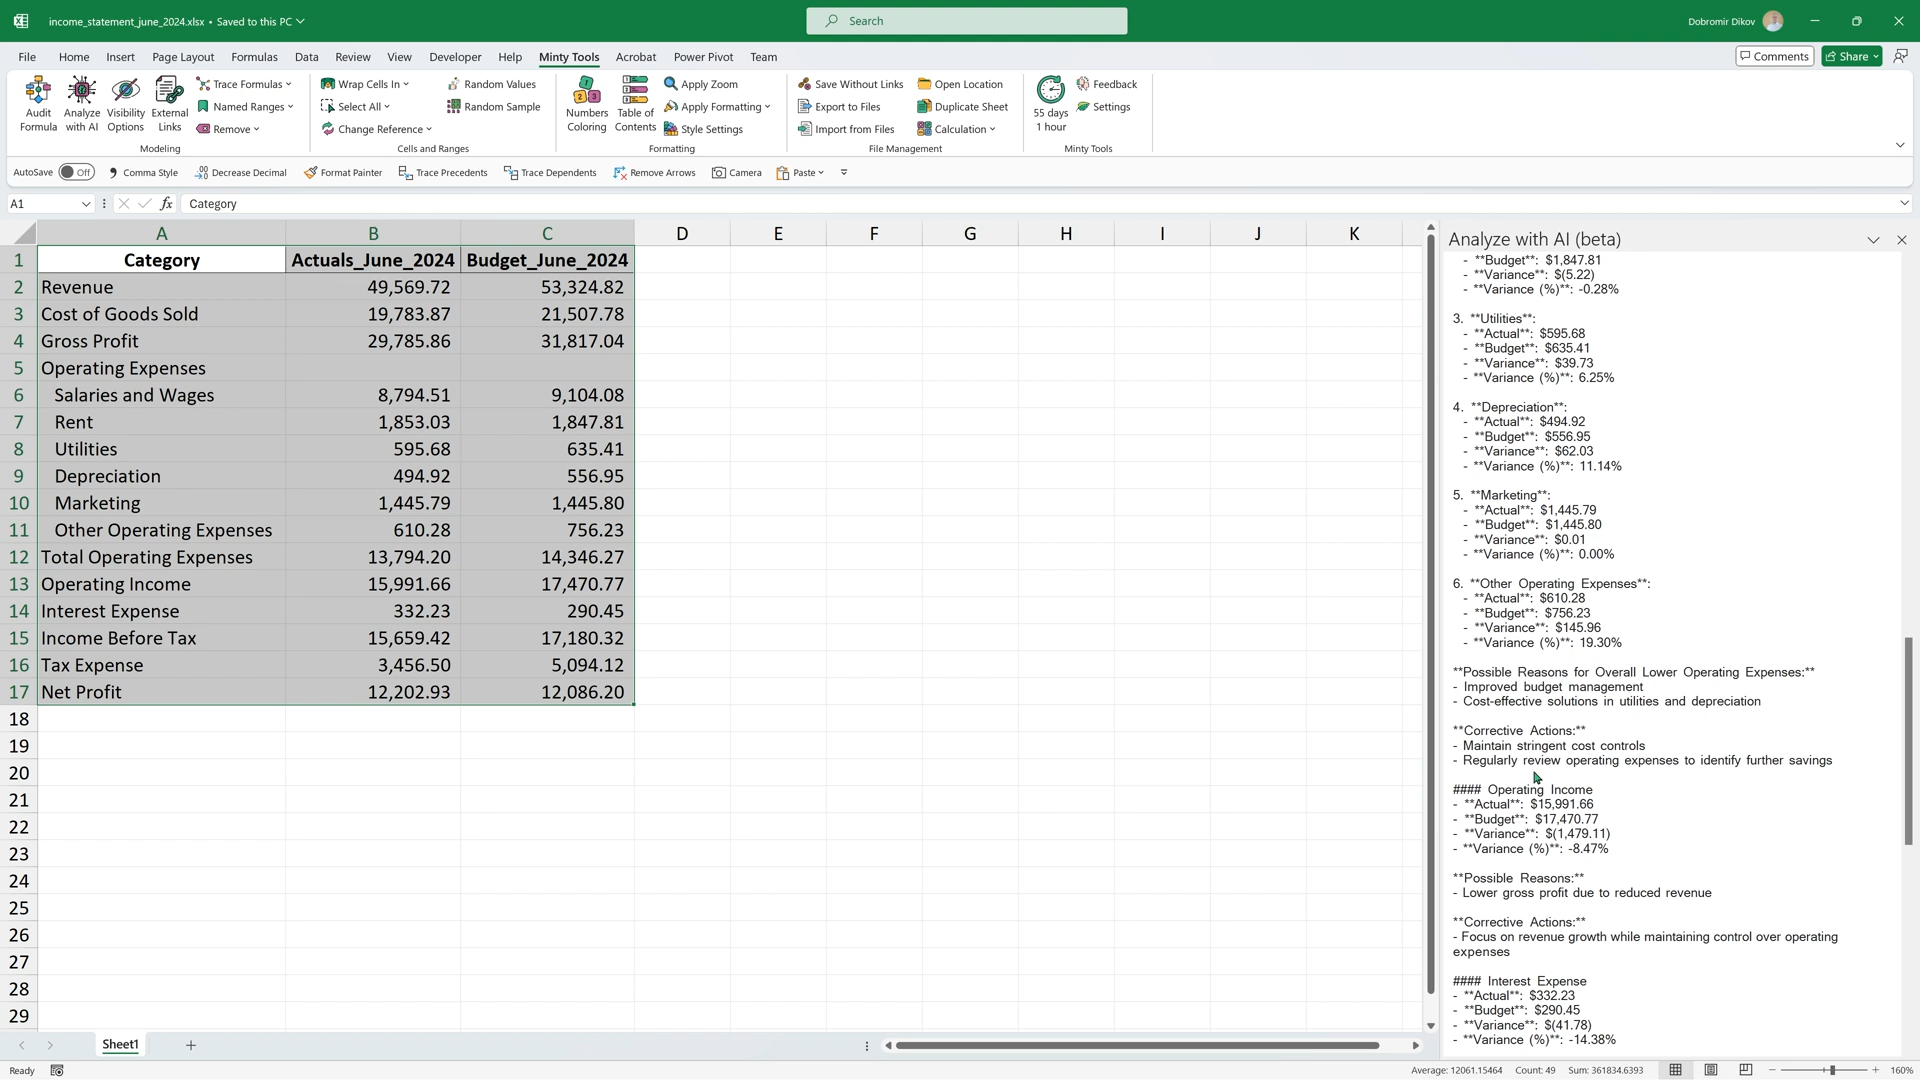 income_statement_june_2024.xlsx • Saved to this PC
Search
Dobromir Dikov
File Home Insert Page Layout Formulas Data Review View Developer Help Minty Tools Acrobat Power Pivot Team
Comments
Share
Audit Formula
Analyze with AI
Visibility Options
External Links
Trace Formulas
Named Ranges
Remove
Modeling
Wrap Cells In
Select All
Change Reference
Random Values
Random Sample
Cells and Ranges
Numbers Coloring
Table of Contents
Apply Zoom
Apply Formatting
Style Settings
Formatting
Save Without Links
Export to Files
Import from Files
Open Location
Duplicate Sheet
Calculation
File Management
55 days 1 hour
Feedback
Settings
Minty Tools
AutoSave Off Comma Style Decrease Decimal Format Painter Trace Precedents Trace Dependents Remove Arrows Camera Paste
A1 fx Category
A B C D E F G H I J K
1 Category Actuals_June_2024 Budget_June_2024
2 Revenue 49,569.72 53,324.82
3 Cost of Goods Sold 19,783.87 21,507.78
4 Gross Profit 29,785.86 31,817.04
5 Operating Expenses
6 Salaries and Wages 8,794.51 9,104.08
7 Rent 1,853.03 1,847.81
8 Utilities 595.68 635.41
9 Depreciation 494.92 556.95
10 Marketing 1,445.79 1,445.80
11 Other Operating Expenses 610.28 756.23
12 Total Operating Expenses 13,794.20 14,346.27
13 Operating Income 15,991.66 17,470.77
14 Interest Expense 332.23 290.45
15 Income Before Tax 15,659.42 17,180.32
16 Tax Expense 3,456.50 5,094.12
17 Net Profit 12,202.93 12,086.20
18
19
20
21
22
23
24
25
26
27
28
29
Analyze with AI (beta)
- **Budget**: $1,847.81
- **Variance**: $(5.22)
- **Variance (%)**: -0.28%
3. **Utilities**:
- **Actual**: $595.68
- **Budget**: $635.41
- **Variance**: $39.73
- **Variance (%)**: 6.25%
4. **Depreciation**:
- **Actual**: $494.92
- **Budget**: $556.95
- **Variance**: $62.03
- **Variance (%)**: 11.14%
5. **Marketing**:
- **Actual**: $1,445.79
- **Budget**: $1,445.80
- **Variance**: $0.01
- **Variance (%)**: 0.00%
6. **Other Operating Expenses**:
- **Actual**: $610.28
- **Budget**: $756.23
- **Variance**: $145.96
- **Variance (%)**: 19.30%
**Possible Reasons for Overall Lower Operating Expenses:**
- Improved budget management
- Cost-effective solutions in utilities and depreciation
**Corrective Actions:**
- Maintain stringent cost controls
- Regularly review operating expenses to identify further savings
#### Operating Income
- **Actual**: $15,991.66
- **Budget**: $17,470.77
- **Variance**: $(1,479.11)
- **Variance (%)**: -8.47%
**Possible Reasons:**
- Lower gross profit due to reduced revenue
**Corrective Actions:**
- Focus on revenue growth while maintaining control over operating
expenses
#### Interest Expense
- **Actual**: $332.23
- **Budget**: $290.45
- **Variance**: $(41.78)
- **Variance (%)**: -14.38%
Sheet1
Ready
Average: 12061.15464 Count: 49 Sum: 361834.6393
160%